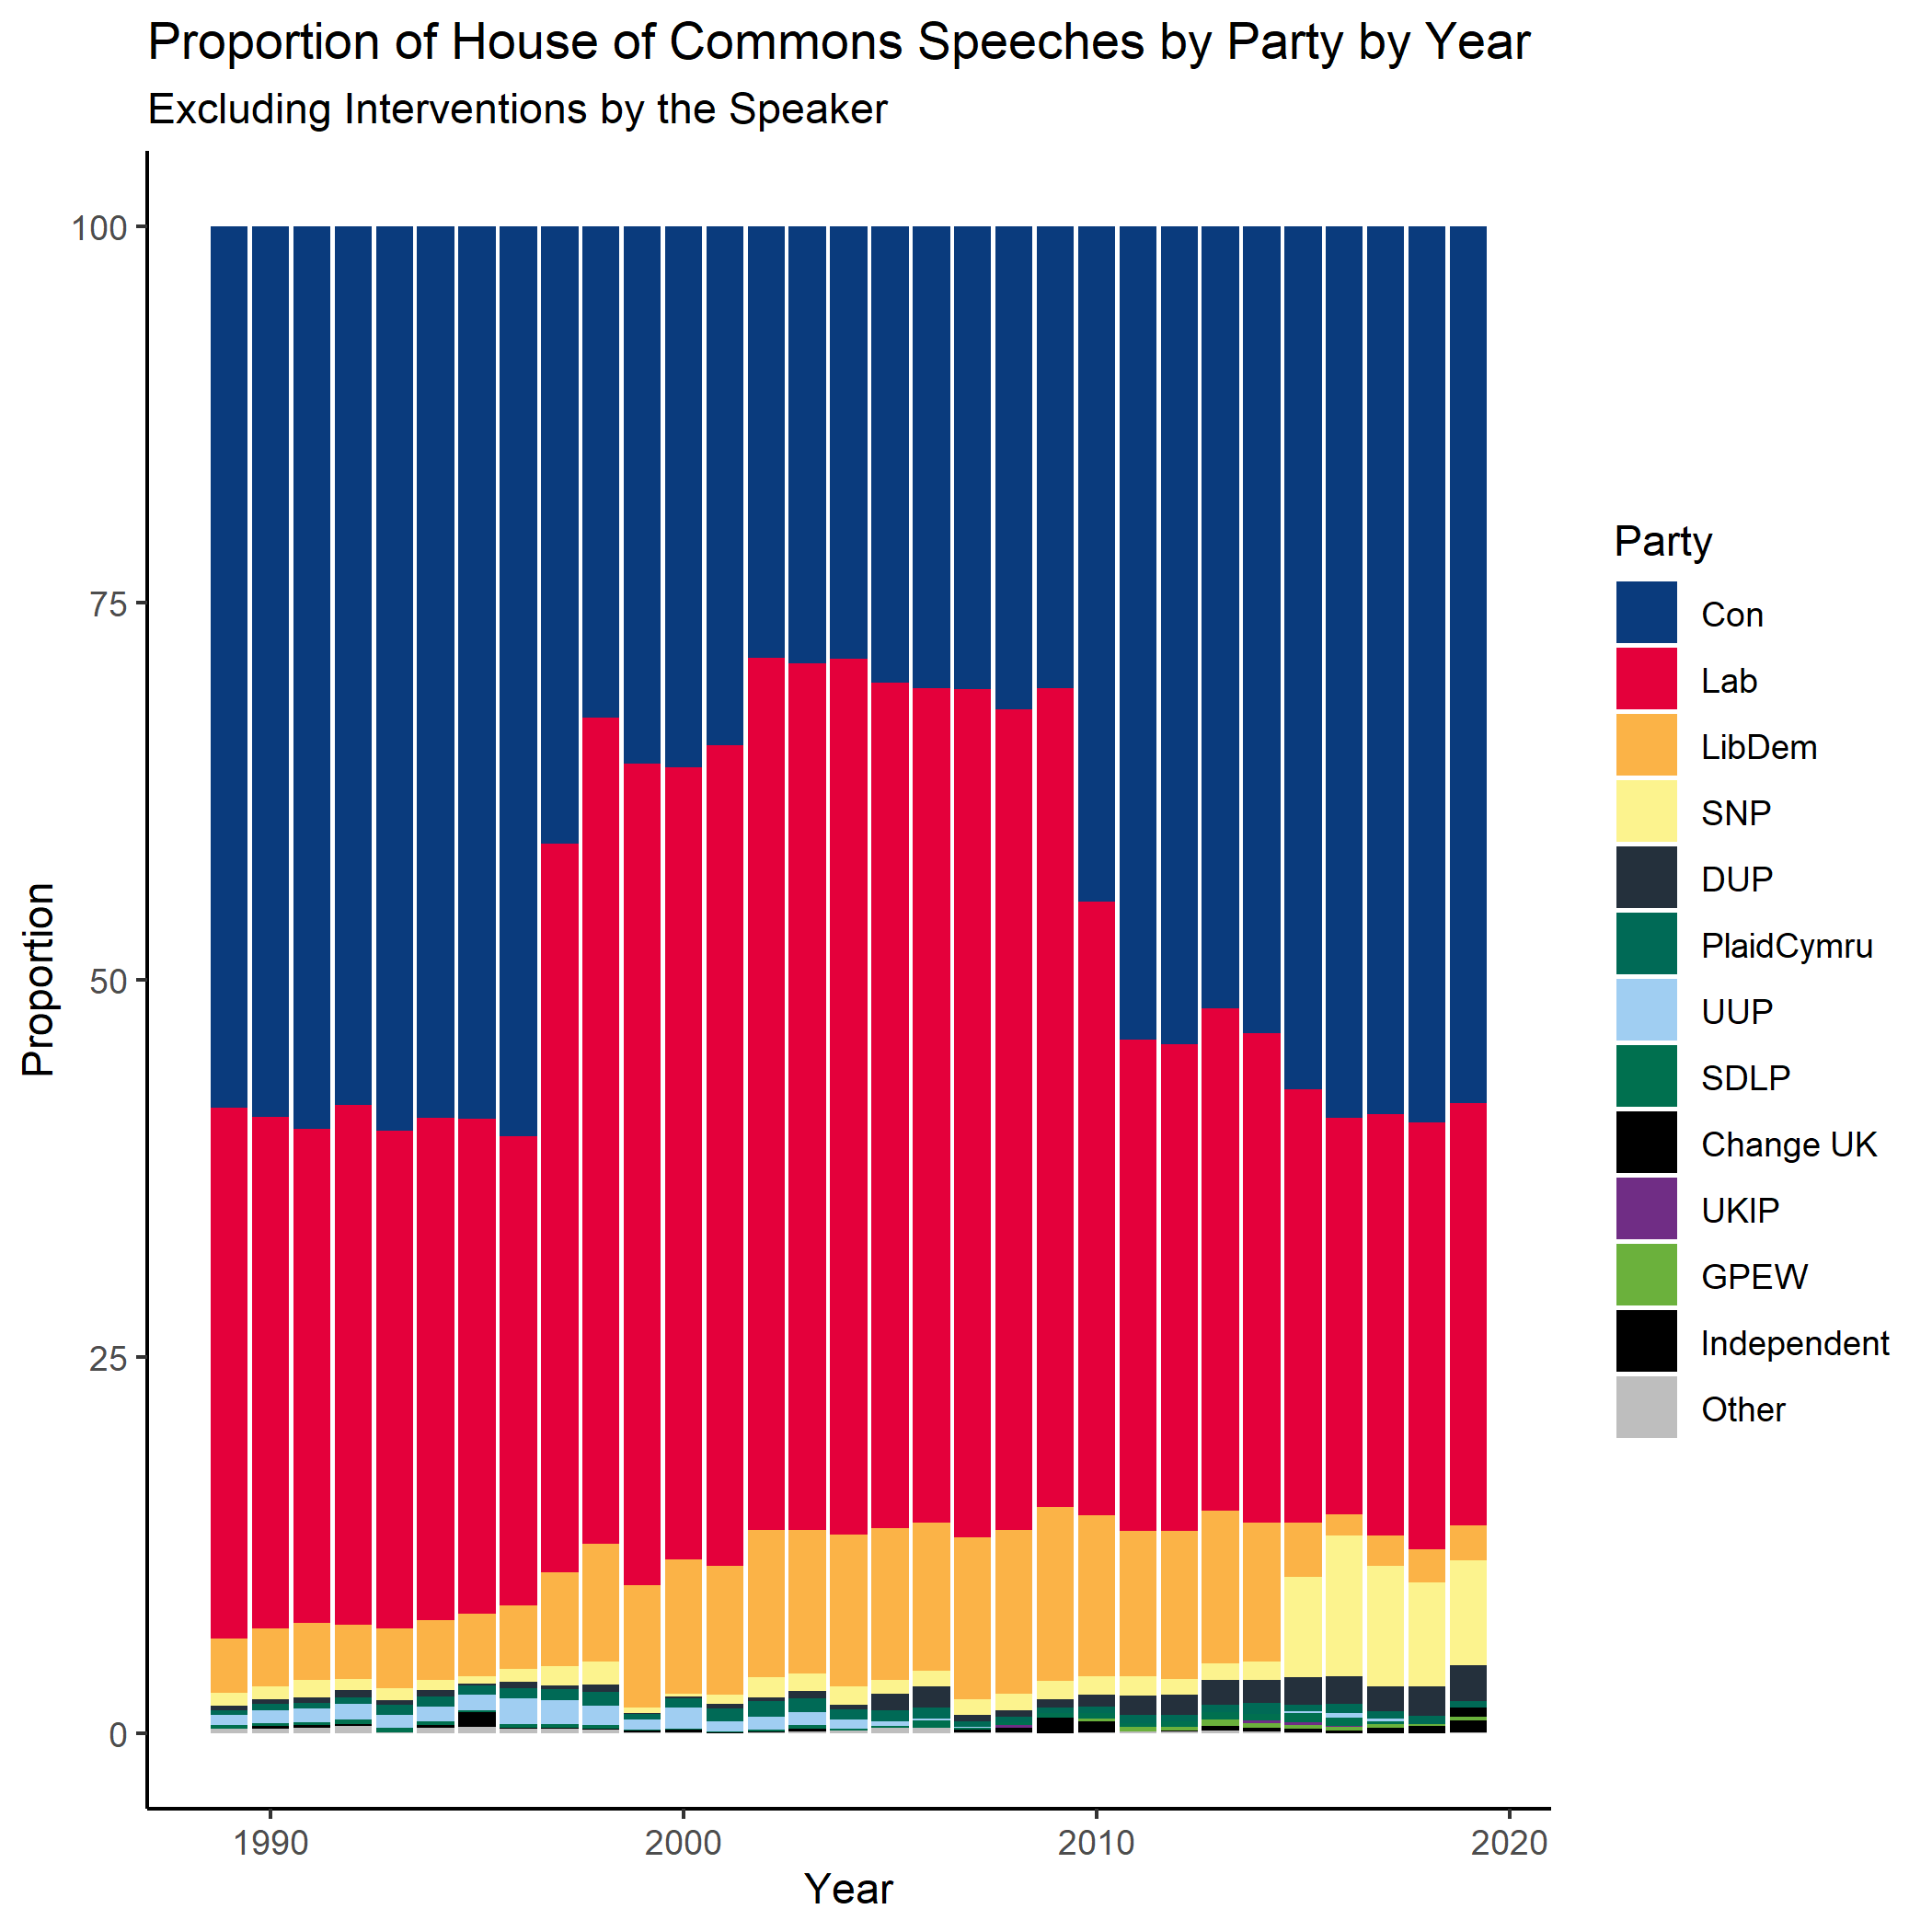 Proportion of House of Commons Speeches by Party by Year
Excluding Interventions by the Speaker
100
75
50
25
0
Proportion
1990
2000
2010
2020
Year
Party
Con
Lab
LibDem
SNP
DUP
PlaidCymru
UUP
SDLP
Change UK
UKIP
GPEW
Independent
Other